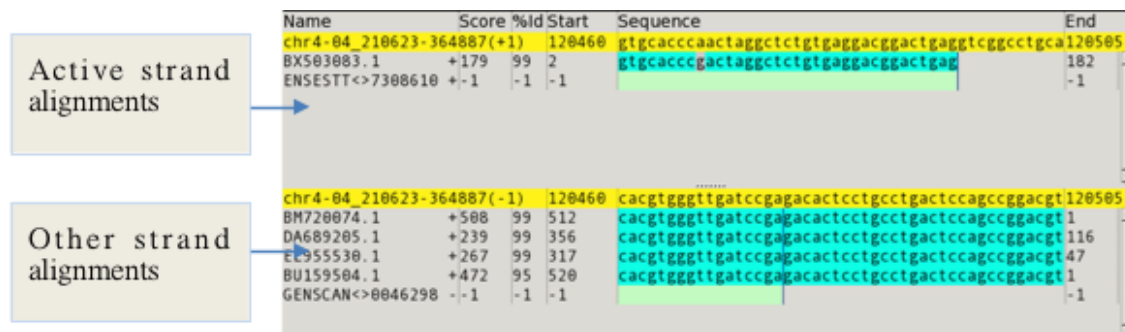 Name Score %Id Start Sequence End
chr4-04_210623-364887(+1) 120460 gtgcacccaactaggctctgtgaggacggactgaggtcggcctgca 120505
BX503083.1 +179 99 2 gtgcacccgactaggctctgtgaggacggactgag 182
ENSESTT<>7308610 +-1 -1 -1 -1
Active strand
alignments
chr4-04_210623-364887(-1) 120460 cacgtgggttgatccgagacactcctgcctgactccagccggacgt 120505
BM720074.1 +508 99 512 cacgtgggttgatccgagacactcctgcctgactccagccggacgt 1
DA689205.1 +239 99 356 cacgtgggttgatccgagacactcctgcctgactccagccggacgt 116
955530.1 +267 99 317 cacgtgggttgatccgagacactcctgcctgactccagccggacgt 47
BU159504.1 +472 95 520 cacgtgggttgatccgagacactcctgcctgactccagccggacgt 1
GENSCAN<>0046298 --1 -1 -1 -1
Other strand
alignments